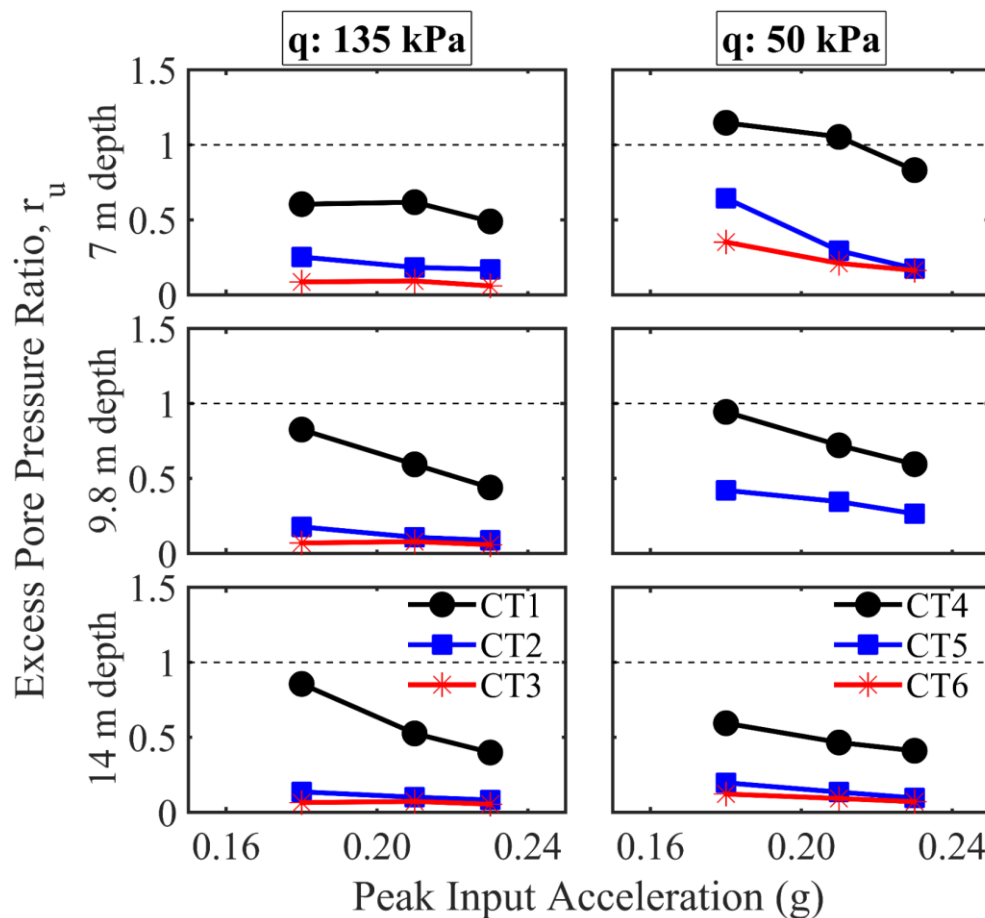 q: 135 kPa
q: 50 kPa
Excess Pore Pressure Ratio, r_u
7 m depth
1.5
1
0.5
0
9.8 m depth
1.5
1
0.5
0
14 m depth
1.5
1
0.5
0
CT1
CT2
CT3
CT4
CT5
CT6
0.16 0.20 0.24
0.16 0.20 0.24
Peak Input Acceleration (g)